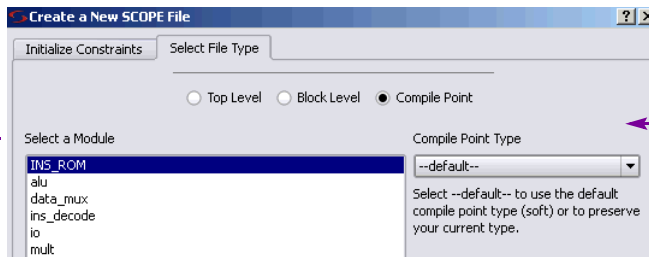 Create a New SCOPE File
Initialize Constraints
Select File Type
Top Level
Block Level
Compile Point
Select a Module
Compile Point Type
INS_ROM
--default--
alu
data_mux
ins_decode
io
mult
Select --default-- to use the default
compile point type (soft) or to preserve
your current type.